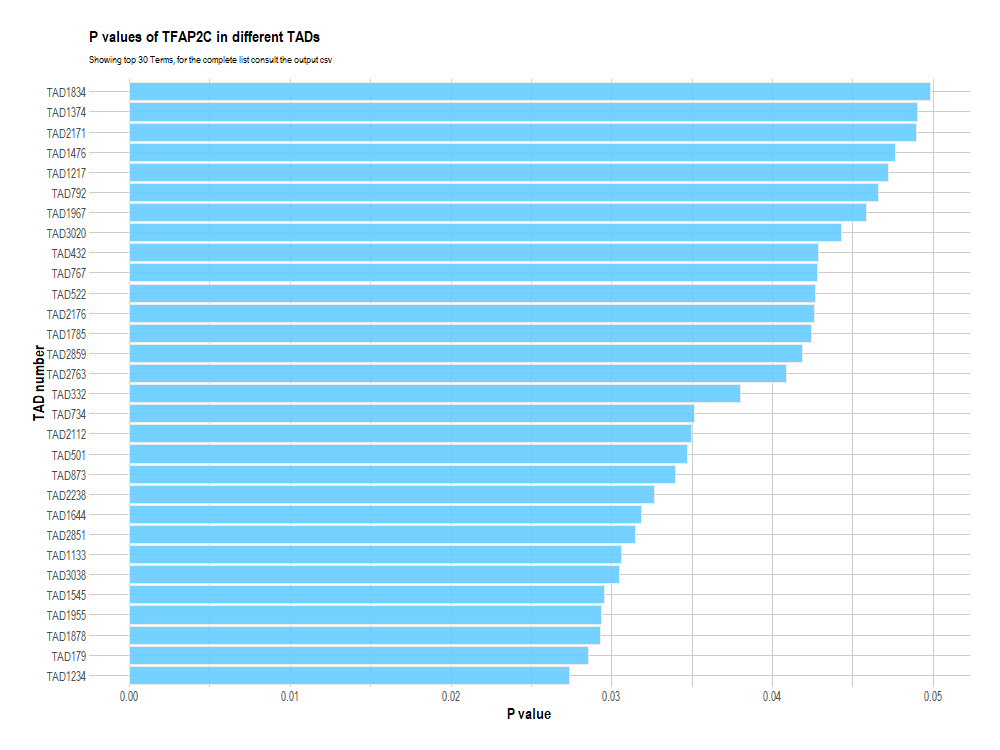 P values of TFAP2C in different TADs
Showing top 30 Terms, for the complete list consult the output csv
TAD number
TAD1834
TAD1374
TAD2171
TAD1476
TAD1217
TAD792
TAD1967
TAD3020
TAD432
TAD767
TAD522
TAD2176
TAD1785
TAD2859
TAD2763
TAD332
TAD734
TAD2112
TAD501
TAD873
TAD2238
TAD1644
TAD2851
TAD1133
TAD3038
TAD1545
TAD1955
TAD1878
TAD179
TAD1234
0.00 0.01 0.02 0.03 0.04 0.05
P value